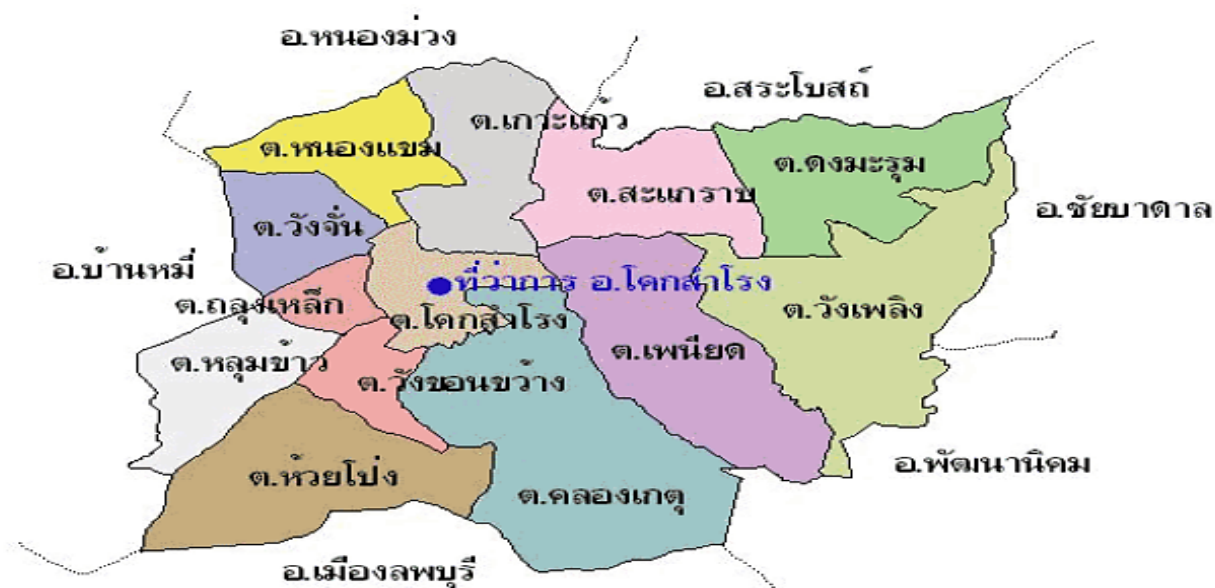 อ.หนองม่วง
อ.สระโบสถ์
ต.เกาะแก้ว
ต.หนองแขม
ต.ดงมะรุม
ต.สะแกราบ
อ.ชัยบาดาล
ต.วังจั่น
อ.บ้านหมี่
ที่ว่าการ อ.โคกสำโรง
ต.ถลุงเหล็ก
ต.วังเพลิง
ต.โคกสำโรง
ต.เพนียด
ต.หลุมข้าว
ต.วังขอนขว้าง
อ.พัฒนานิคม
ต.ห้วยโป่ง
ต.คลองเกตุ
อ.เมืองลพบุรี